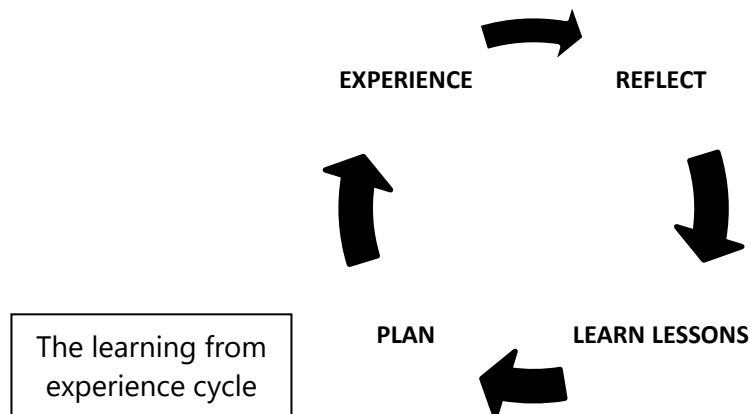 EXPERIENCE
REFLECT
PLAN
LEARN LESSONS
The learning from
experience cycle